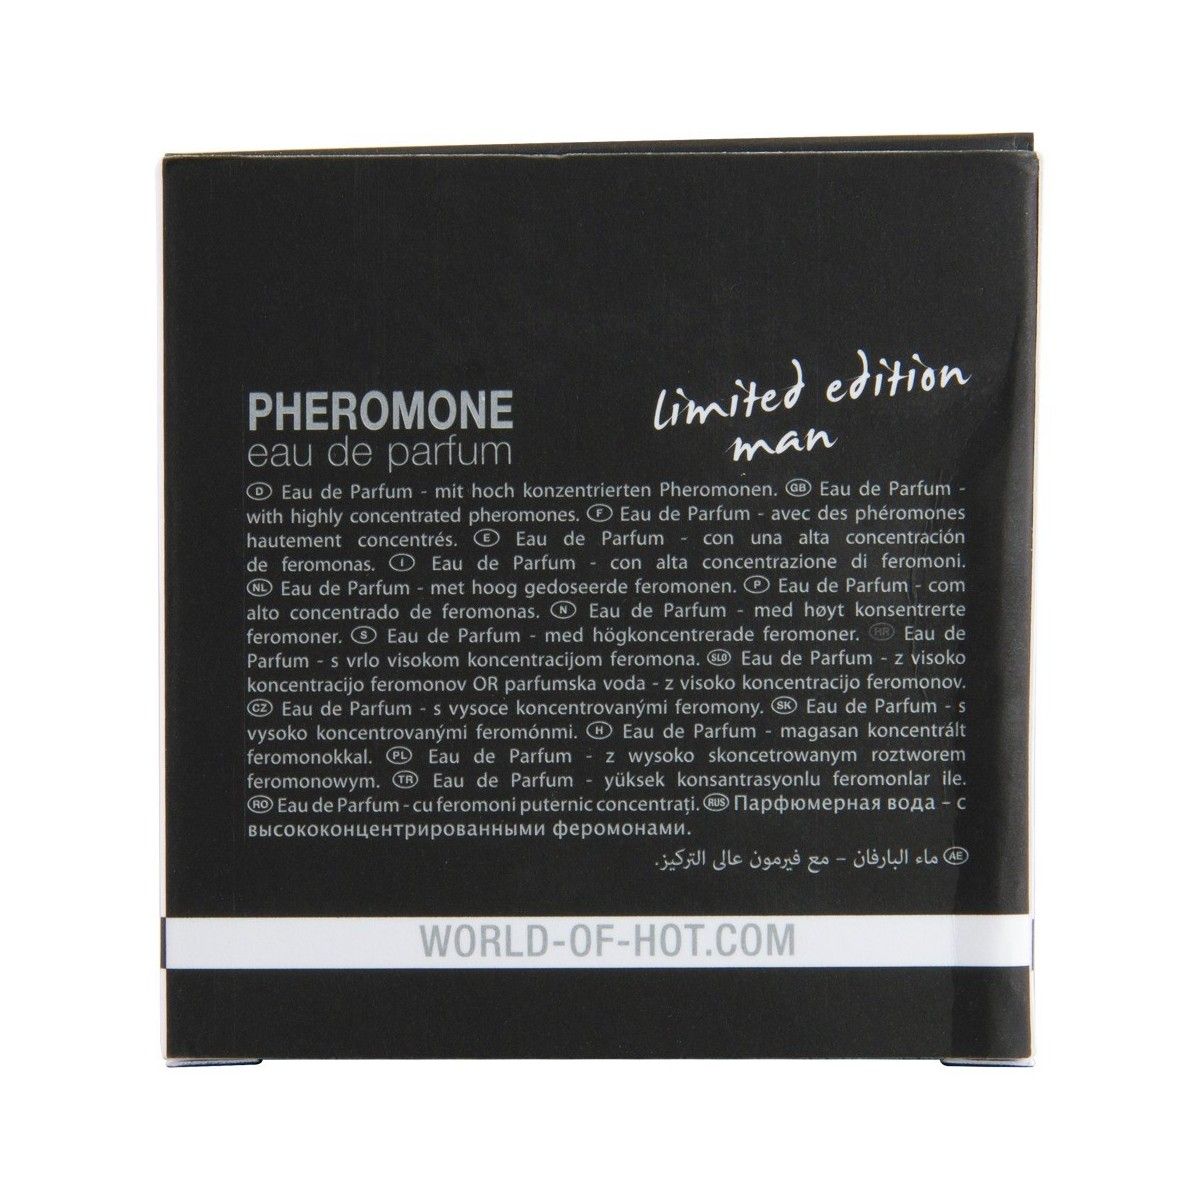 PHEROMONE
eau de parfum
limited edition
man
D Eau de Parfum - mit hoch konzentrierten Pheromonen. GB Eau de Parfum -
with highly concentrated pheromones. F Eau de Parfum - avec des phéromones
hautement concentrés. E Eau de Parfum - con una alta concentración
de feromonas. I Eau de Parfum - con alta concentrazione di feromoni.
NL Eau de Parfum - met hoog gedoseerde feromonen. P Eau de Parfum - com
alto concentrado de feromonas. N Eau de Parfum - med høyt konsentrerte
feromoner. S Eau de Parfum - med högkoncentrerade feromoner. HR Eau de
Parfum - s vrlo visokom koncentracijom feromona. SLO Eau de Parfum - z visoko
koncentracijo feromonov OR parfumska voda - z visoko koncentracijo feromonov.
CZ Eau de Parfum - s vysoce koncentrovanými feromony. SK Eau de Parfum - s
vysoko koncentrovanými feromónmi. H Eau de Parfum - magasan koncentrált
feromonokkal. PL Eau de Parfum - z wysoko skoncetrowanym roztworem
feromonowym. TR Eau de Parfum - yüksek konsantrasyonlu feromonlar ile.
RO Eau de Parfum - cu feromoni puternic concentrați. RUS Парфюмерная вода – с
высококонцентрированными феромонами.
AE ماء البارفان – مع فيرمون عالى التركيز.
WORLD-OF-HOT.COM